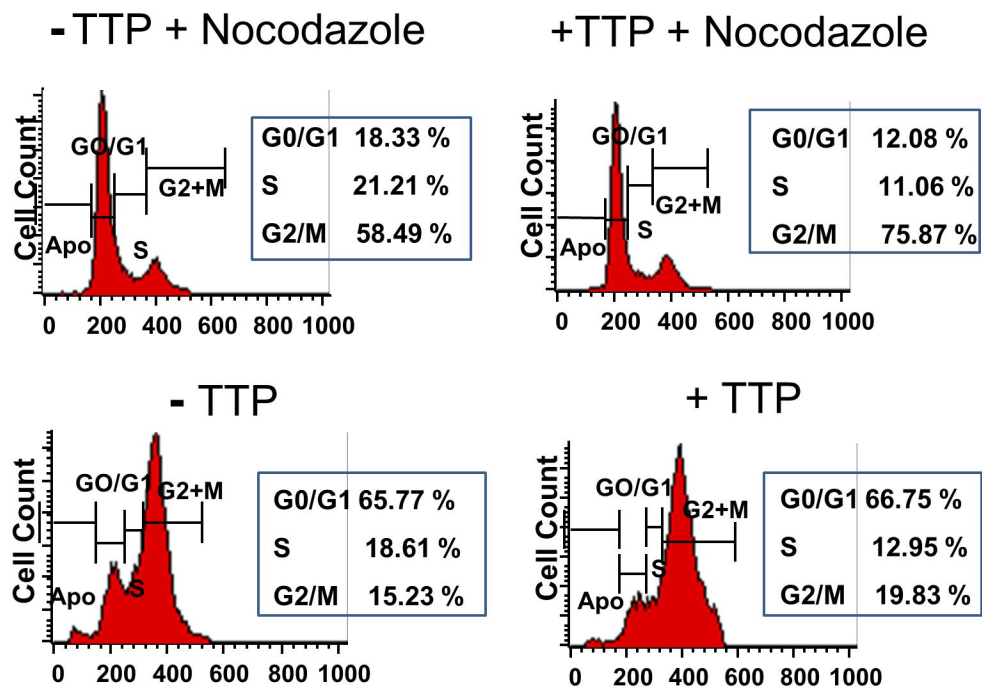 - TTP + Nocodazole
Cell Count
GO/G1
G2+M
Apo
S
0 200 400 600 800 1000
G0/G1 18.33 %
S 21.21 %
G2/M 58.49 %
+TTP + Nocodazole
Cell Count
GO/G1
G2+M
Apo
S
0 200 400 600 800 1000
G0/G1 12.08 %
S 11.06 %
G2/M 75.87 %
- TTP
Cell Count
GO/G1
G2+M
Apo
S
0 200 400 600 800 1000
G0/G1 65.77 %
S 18.61 %
G2/M 15.23 %
+ TTP
Cell Count
GO/G1
G2+M
Apo
S
0 200 400 600 800 1000
G0/G1 66.75 %
S 12.95 %
G2/M 19.83 %